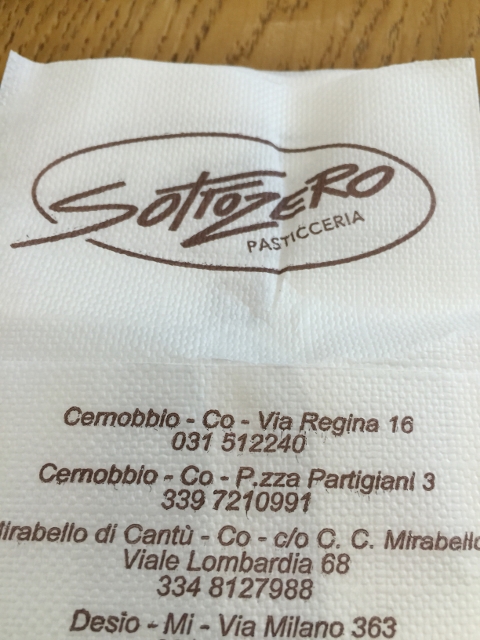 SOTTOZERO
PASTICCERIA
Cernobbio - Co - Via Regina 16
031 512240
Cernobbio - Co - P.zza Partigiani 3
339 7210991
Mirabello di Cantù - Co - c/o C. C. Mirabello
Viale Lombardia 68
334 8127988
Desio - Mi - Via Milano 363